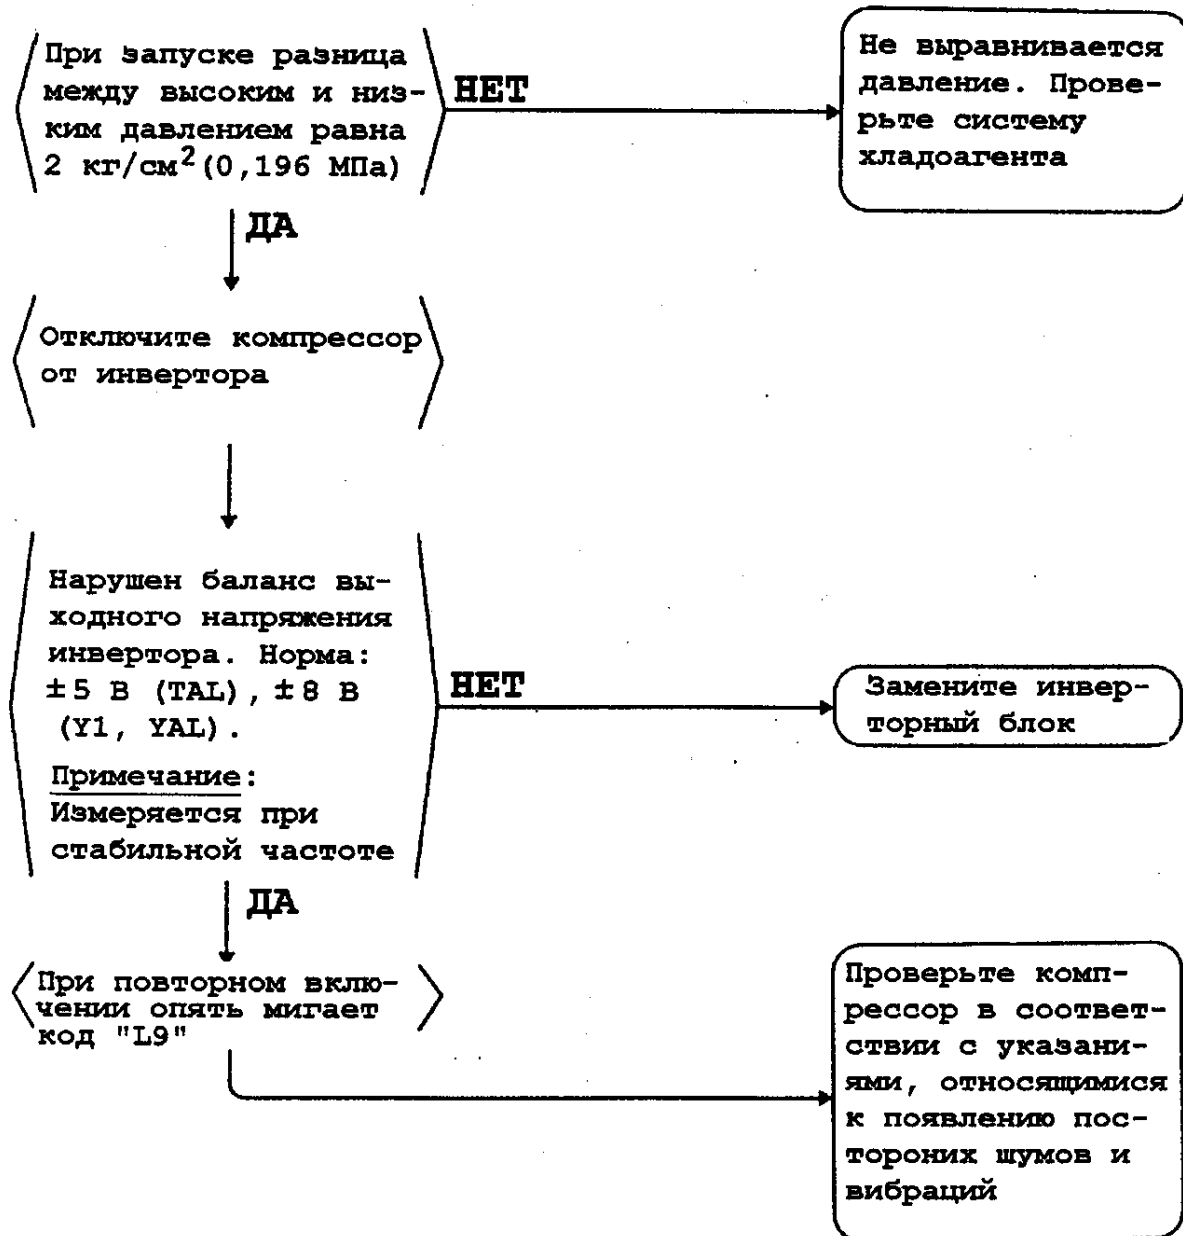 При запуске разница
между высоким и низ-
ким давлением равна
2 кг/см² (0,196 МПа)
НЕТ
Не выравнивается
давление. Прове-
рьте систему
хладоагента
ДА
Отключите компрессор
от инвертора
Нарушен баланс вы-
ходного напряжения
инвертора. Норма:
±5 В (TAL), ±8 В
(Y1, YAL).
Примечание:
Измеряется при
стабильной частоте
НЕТ
Замените инвер-
торный блок
ДА
При повторном вклю-
чении опять мигает
код "L9"
Проверьте комп-
рессор в соответ-
ствии с указани-
ями, относящимися
к появлению пос-
тороних шумов и
вибраций